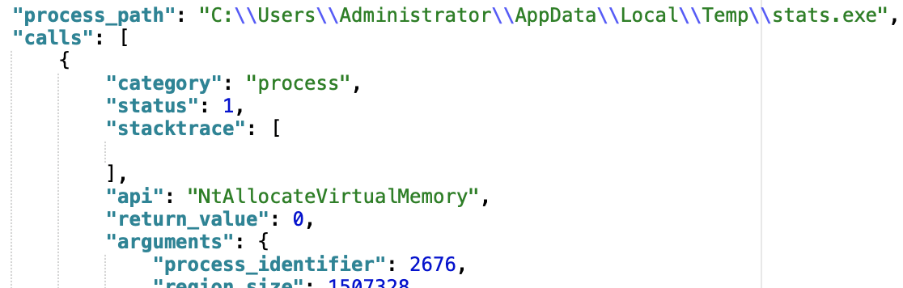 "process_path": "C:\\Users\\Administrator\\AppData\\Local\\Temp\\stats.exe",
"calls": [
{
"category": "process",
"status": 1,
"stacktrace": [
],
"api": "NtAllocateVirtualMemory",
"return_value": 0,
"arguments": {
"process_identifier": 2676,
"region_size": 1507328